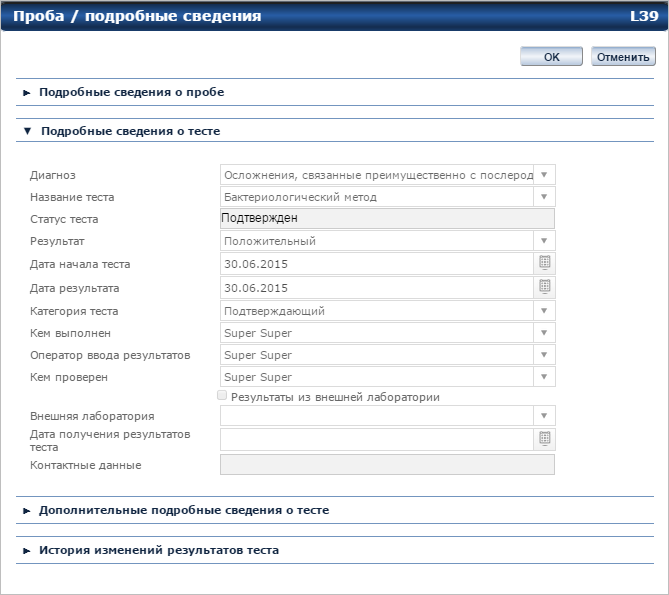 Проба / подробные сведения L39
OK Отменить
Подробные сведения о пробе
Подробные сведения о тесте
Диагноз Осложнения, связанные преимущественно с послерод
Название теста Бактериологический метод
Статус теста Подтвержден
Результат Положительный
Дата начала теста 30.06.2015
Дата результата 30.06.2015
Категория теста Подтверждающий
Кем выполнен Super Super
Оператор ввода результатов Super Super
Кем проверен Super Super
Результаты из внешней лаборатории
Внешняя лаборатория
Дата получения результатов
теста
Контактные данные
Дополнительные подробные сведения о тесте
История изменений результатов теста